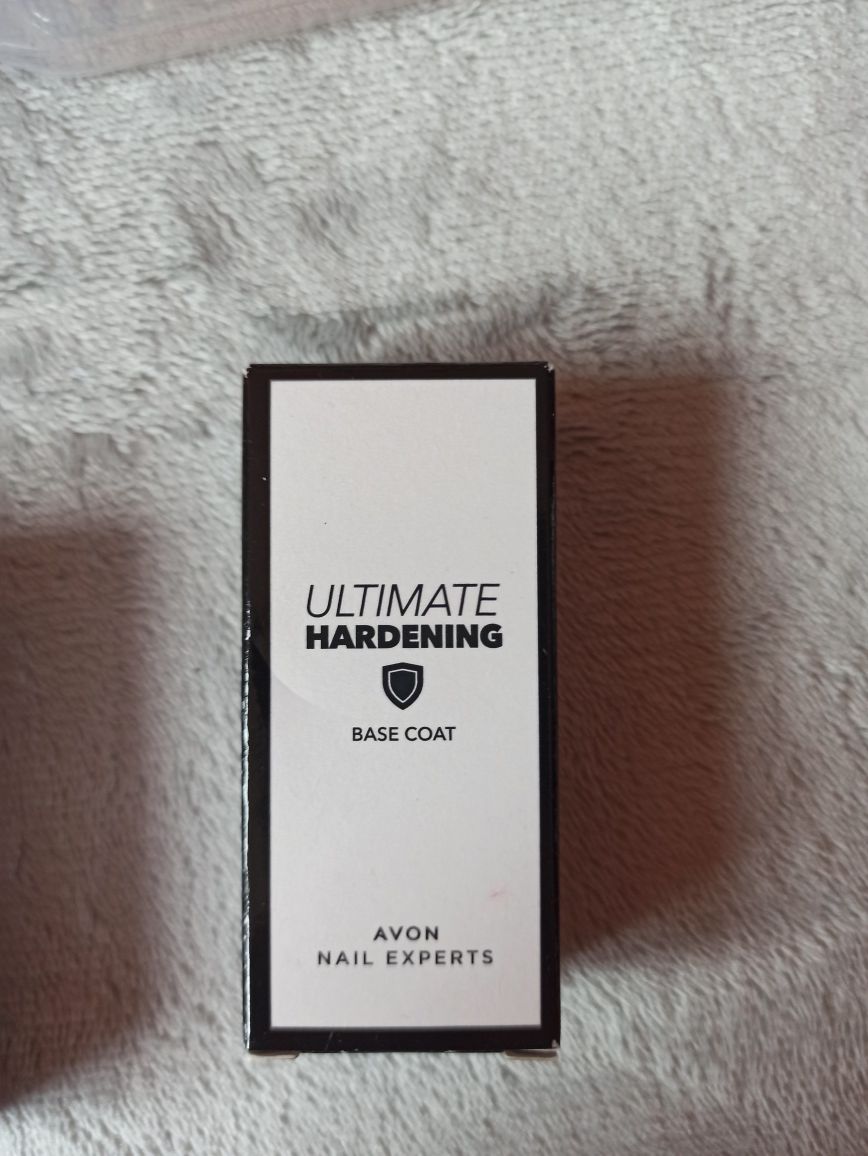 ULTIMATE
HARDENING
BASE COAT
AVON
NAIL EXPERTS